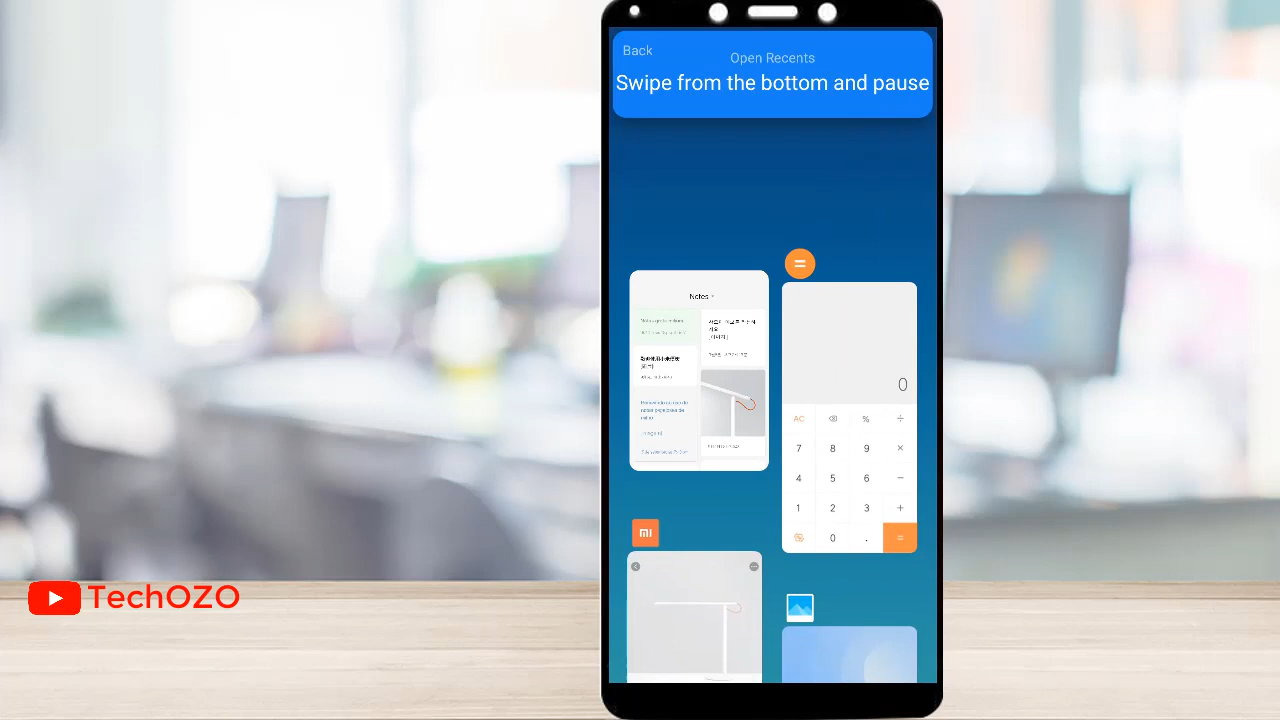 Back
Open Recents
Swipe from the bottom and pause
Notes
0
AC
%
÷
7
8
9
×
4
5
6
−
1
2
3
+
0
.
=
mi
TechOZO